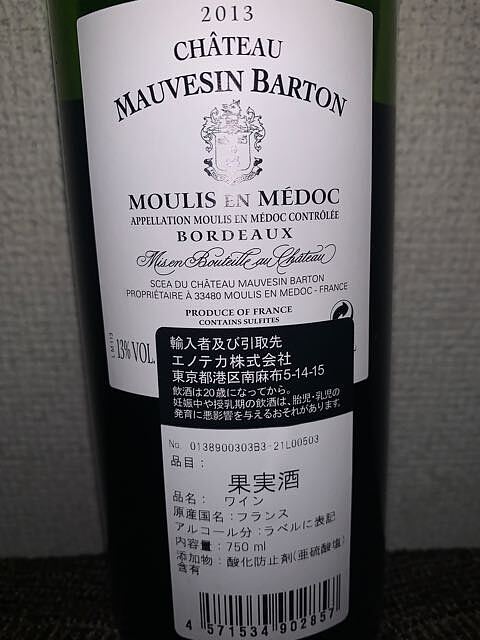 2013
CHÂTEAU
MAUVESIN BARTON
MOULIS EN MÉDOC
APPELLATION MOULIS EN MÉDOC CONTRÔLÉE
BORDEAUX
Mis en Bouteille au Château
SCEA DU CHÂTEAU MAUVESIN BARTON
PROPRIÉTAIRE À 33480 MOULIS EN MEDOC - FRANCE
PRODUCE OF FRANCE
CONTAINS SULFITES
13% VOL.
輸入者及び引取先
エノテカ株式会社
東京都港区南麻布5-14-15
飲酒は20歳になってから。
妊娠中や授乳期の飲酒は、胎児・乳児の
発育に悪影響を与えるおそれがあります。
No. 0138900303B3-21L00503
品目：
果実酒
品名： ワイン
原産国名：フランス
アルコール分：ラベルに表記
内容量：750 ml
添加物：酸化防止剤(亜硫酸塩)
含有
4 571534 902857